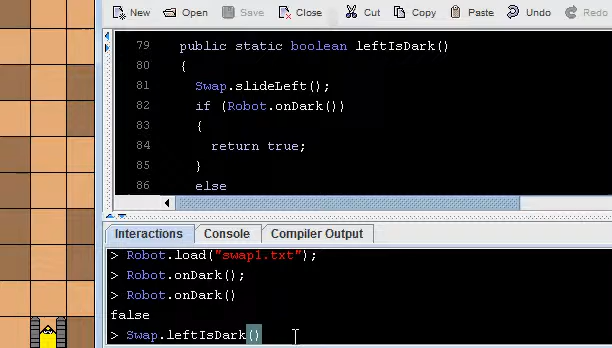 New Open Save Close Cut Copy Paste Undo Redo
79 public static boolean leftIsDark()
80 {
81 Swap.slideLeft();
82 if (Robot.onDark())
83 {
84 return true;
85 }
86 else
Interactions Console Compiler Output
> Robot.load("swap1.txt");
> Robot.onDark();
> Robot.onDark()
false
> Swap.leftIsDark()